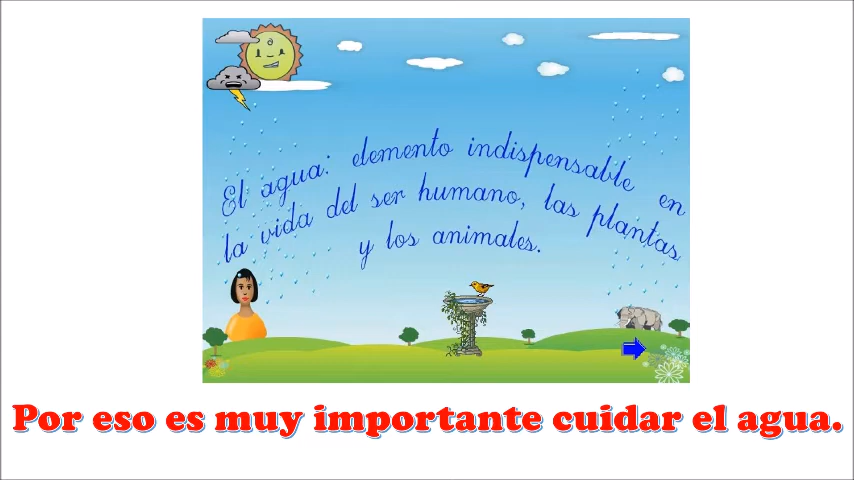 El agua: elemento indispensable en
la vida del ser humano, las plantas
y los animales.
Por eso es muy importante cuidar el agua.